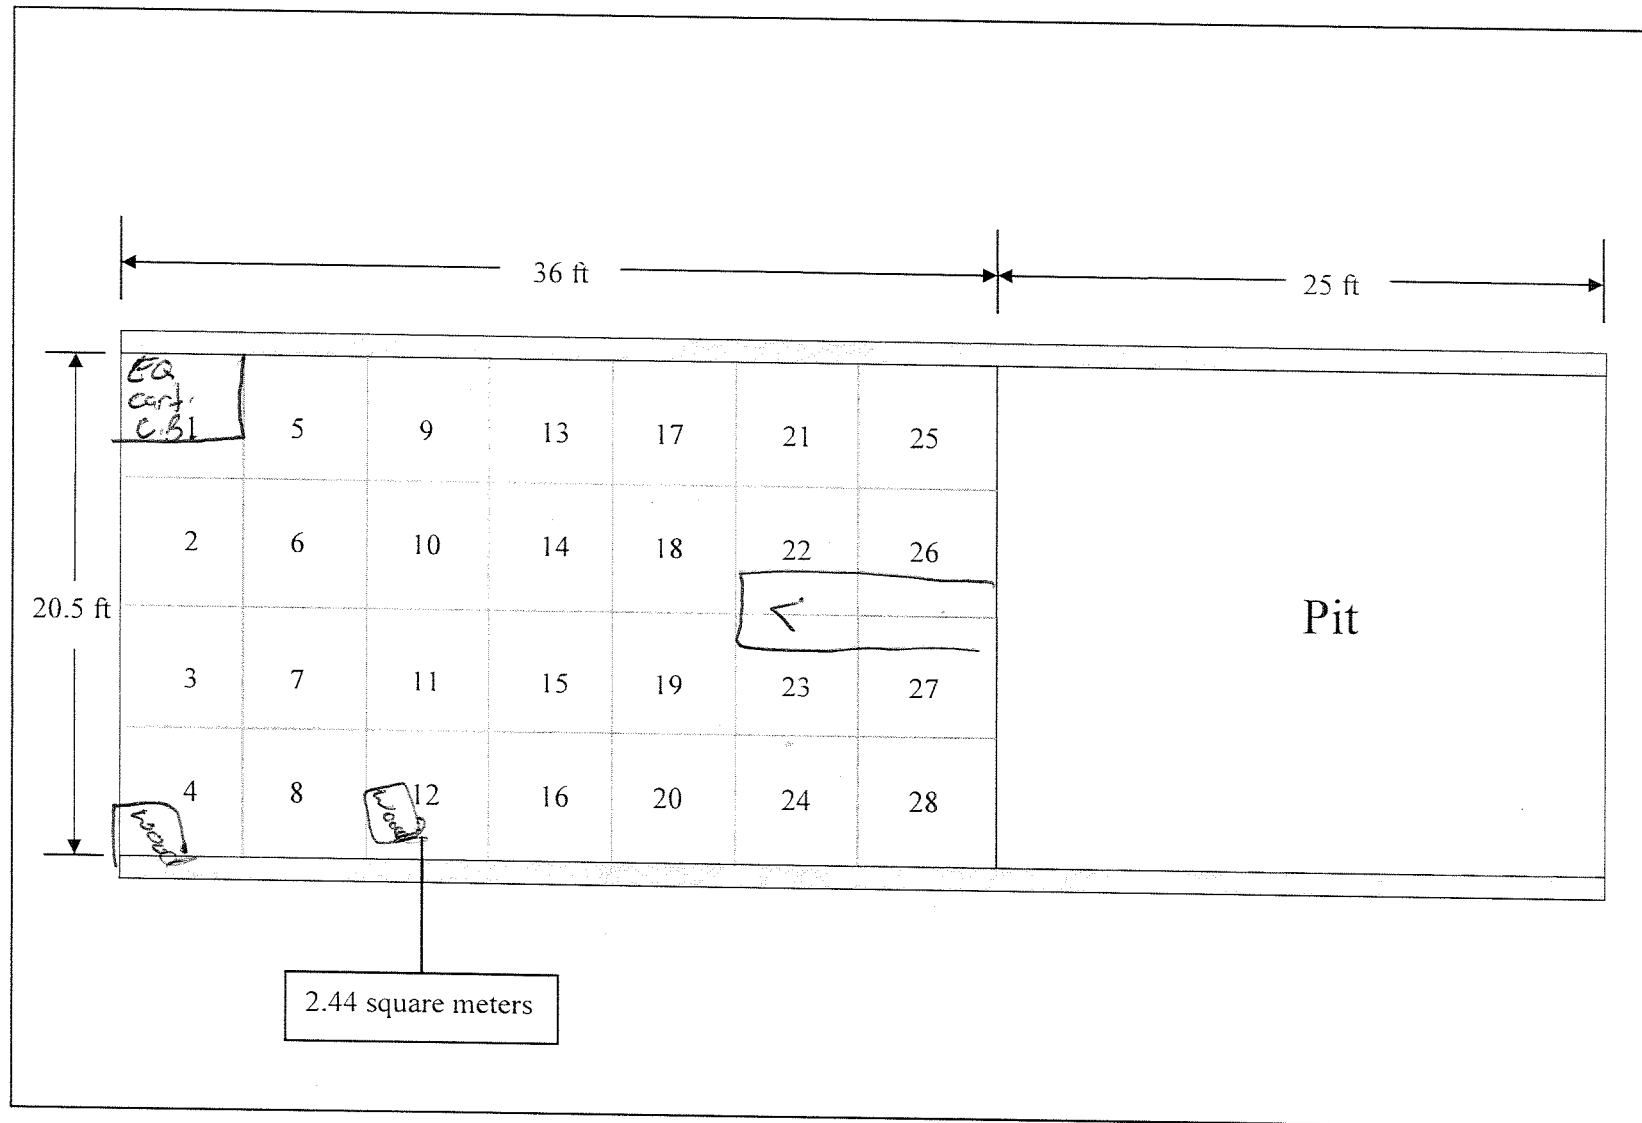 36 ft
25 ft
20.5 ft
EQ
cart.
C.B 1 5 9 13 17 21 25
2 6 10 14 18 22 26
<
Pit
3 7 11 15 19 23 27
4 8 12 16 20 24 28
Wood
Wood
2.44 square meters